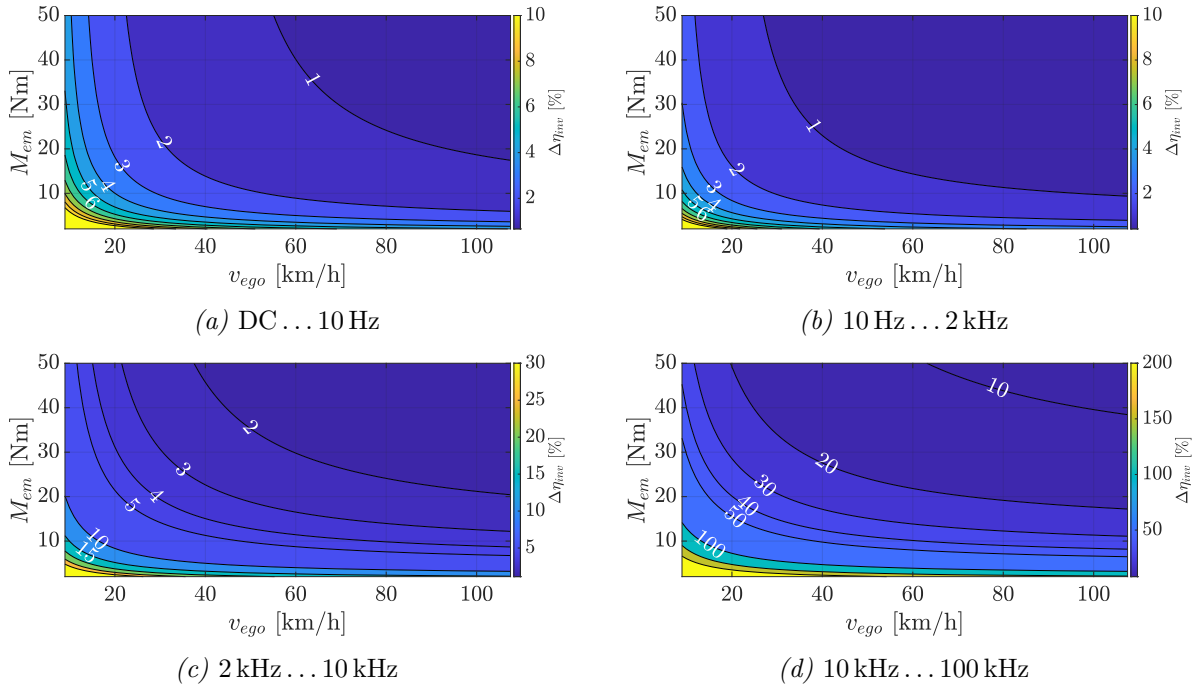 50 40 30 20 10
M_em [Nm]
1 2 3 4 5 6
20 40 60 80 100
v_ego [km/h]
10 8 6 4 2
Δη_inv [%]
(a) DC . . . 10 Hz
50 40 30 20 10
M_em [Nm]
1 2 3 4 5 6
20 40 60 80 100
v_ego [km/h]
10 8 6 4 2
Δη_inv [%]
(b) 10 Hz . . . 2 kHz
50 40 30 20 10
M_em [Nm]
2 3 4 5 10 15
20 40 60 80 100
v_ego [km/h]
30 25 20 15 10 5
Δη_inv [%]
(c) 2 kHz . . . 10 kHz
50 40 30 20 10
M_em [Nm]
10 20 30 40 50 100
20 40 60 80 100
v_ego [km/h]
200 150 100 50
Δη_inv [%]
(d) 10 kHz . . . 100 kHz